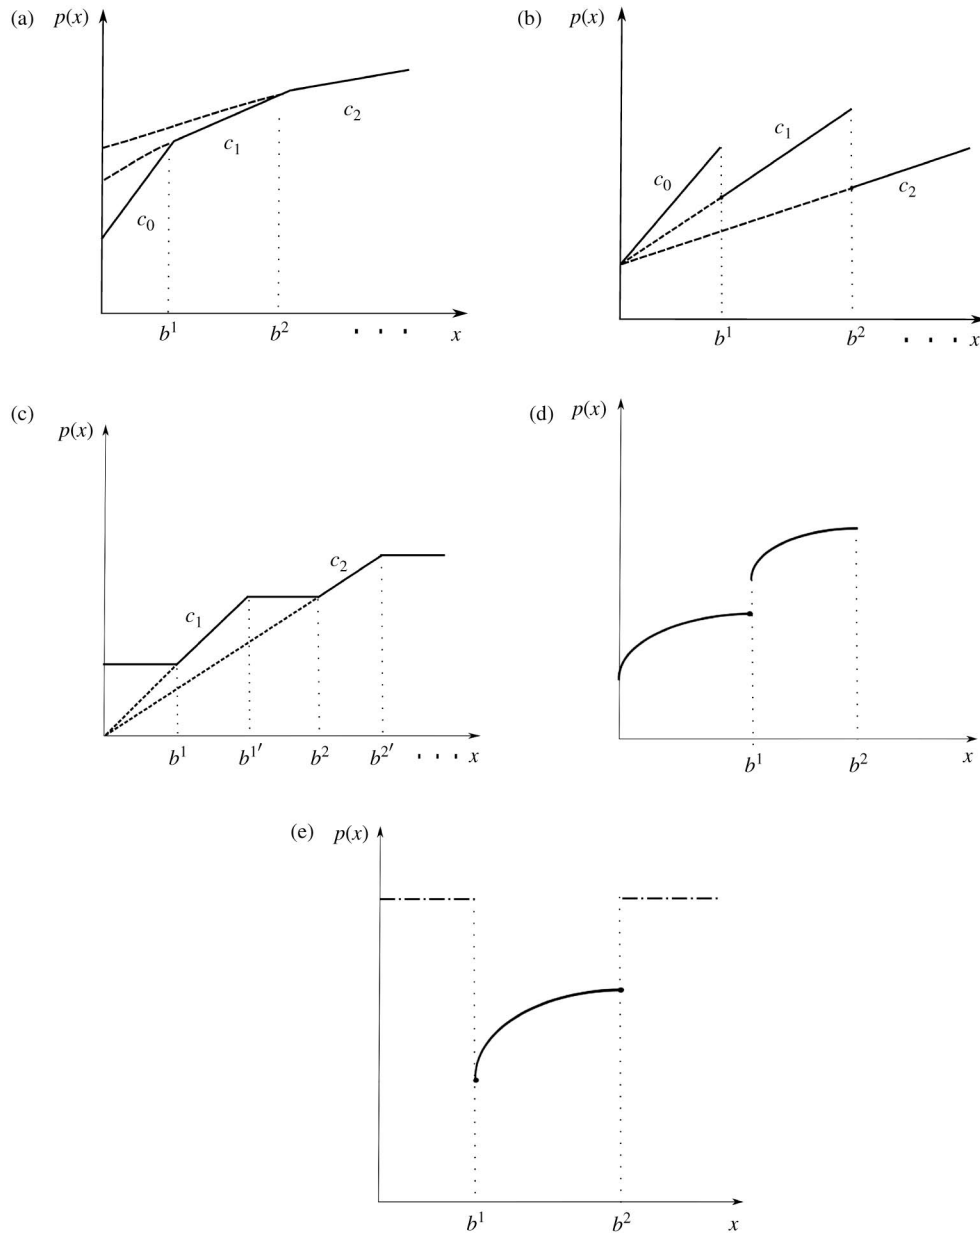 (a) p(x)
c₂
c₁
c₀
b¹ b² . . . x
(b) p(x)
c₁
c₀
c₂
b¹ b² . . . x
(c) p(x)
c₂
c₁
b¹ b¹′ b² b²′ . . . x
(d) p(x)
b¹ b² x
(e) p(x)
b¹ b² x